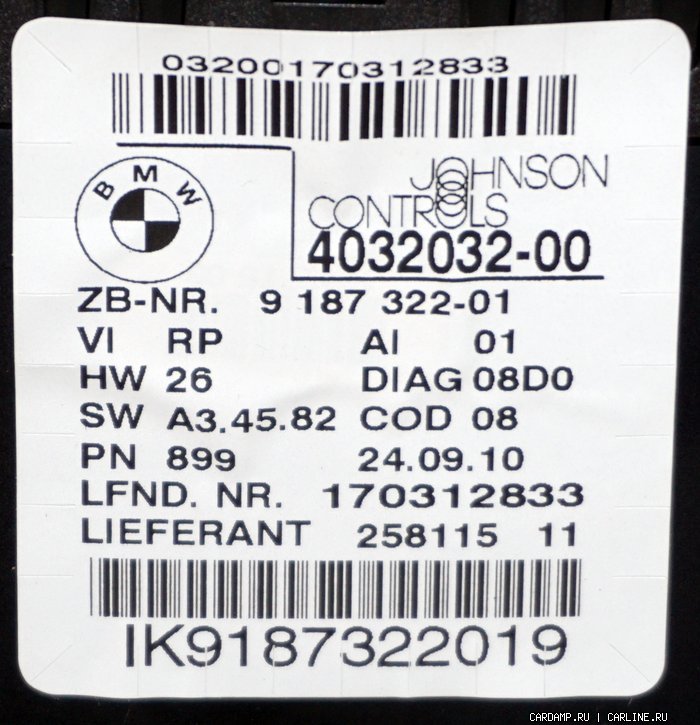 03200170312833
BMW
JOHNSON
CONTROLS
4032032-00
ZB-NR. 9 187 322-01
VI RP AI 01
HW 26 DIAG 08D0
SW A3.45.82 COD 08
PN 899 24.09.10
LFND. NR. 170312833
LIEFERANT 258115 11
IK9187322019
CARDAMP.RU | CARLINE.RU